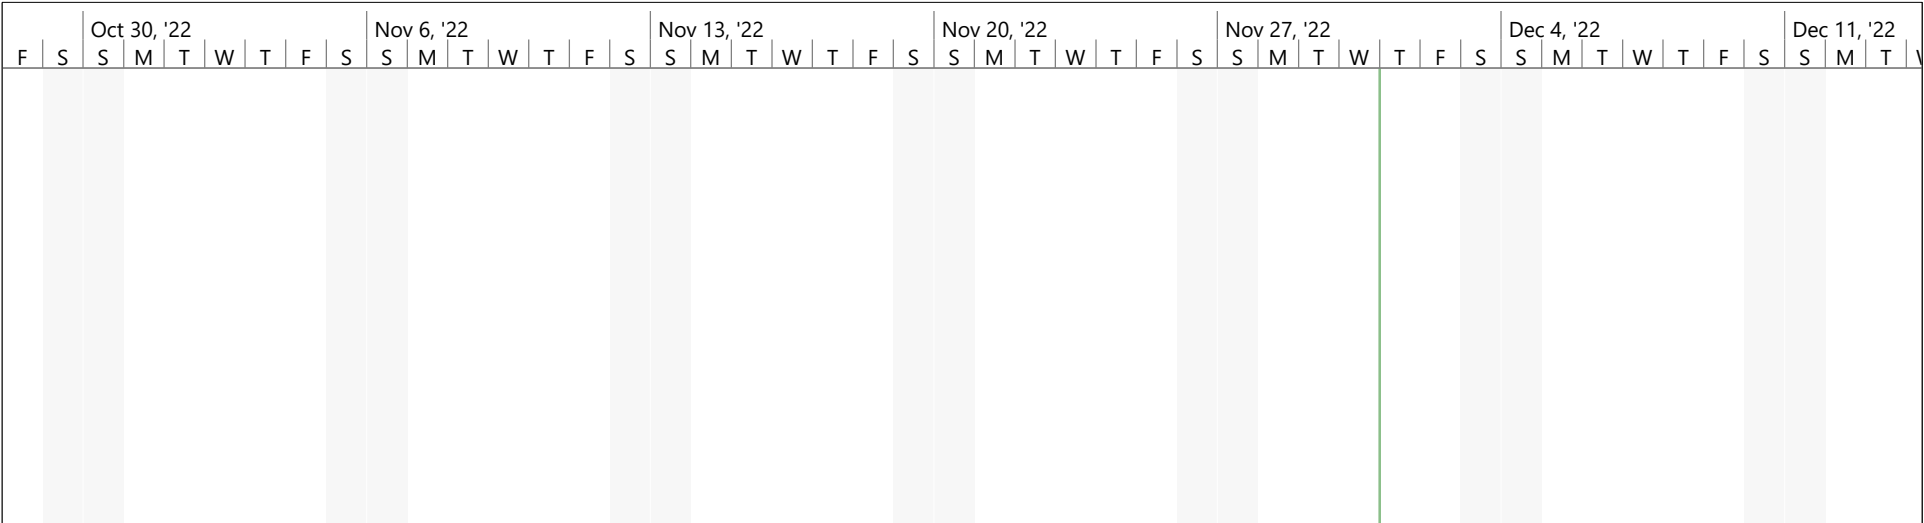 Oct 30, '22 Nov 6, '22 Nov 13, '22 Nov 20, '22 Nov 27, '22 Dec 4, '22 Dec 11, '22
F S S M T W T F S S M T W T F S S M T W T F S S M T W T F S S M T W T F S S M T W T F S S M T